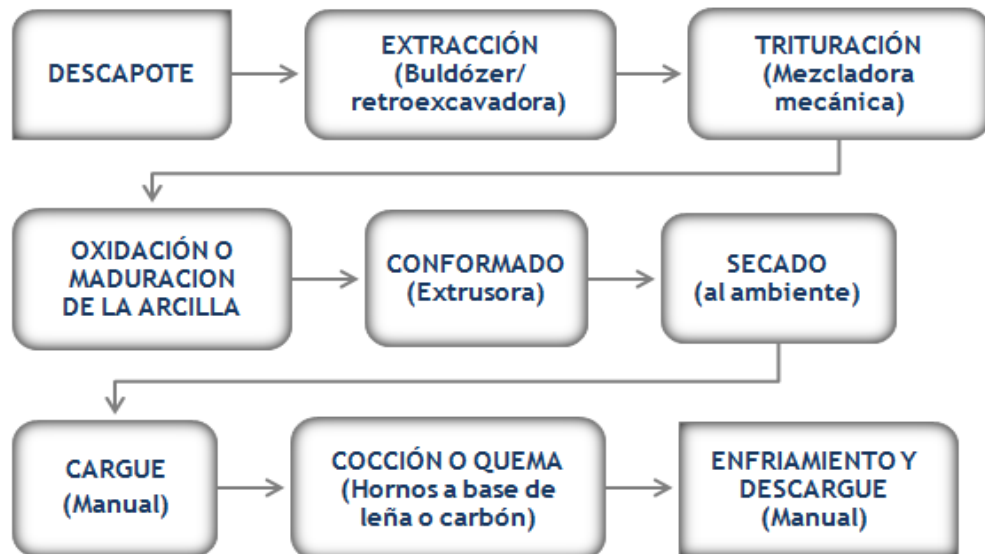 DESCAPOTE
EXTRACCIÓN
(Buldózer/
retroexcavadora)
TRITURACIÓN
(Mezcladora
mecánica)
OXIDACIÓN O
MADURACION
DE LA ARCILLA
CONFORMADO
(Extrusora)
SECADO
(al ambiente)
CARGUE
(Manual)
COCCIÓN O QUEMA
(Hornos a base de
leña o carbón)
ENFRIAMIENTO Y
DESCARGUE
(Manual)